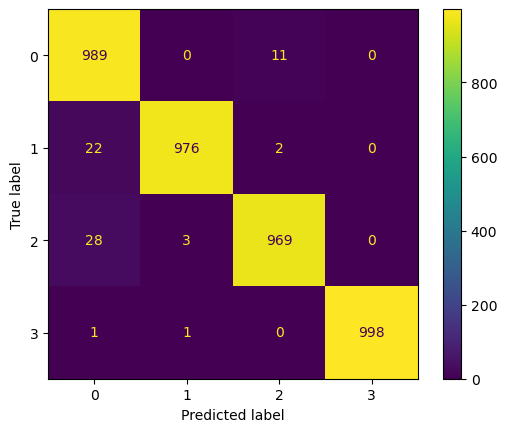 0 989 0 11 0
1 22 976 2 0
2 28 3 969 0
3 1 1 0 998
0 1 2 3
Predicted label
True label
800
600
400
200
0